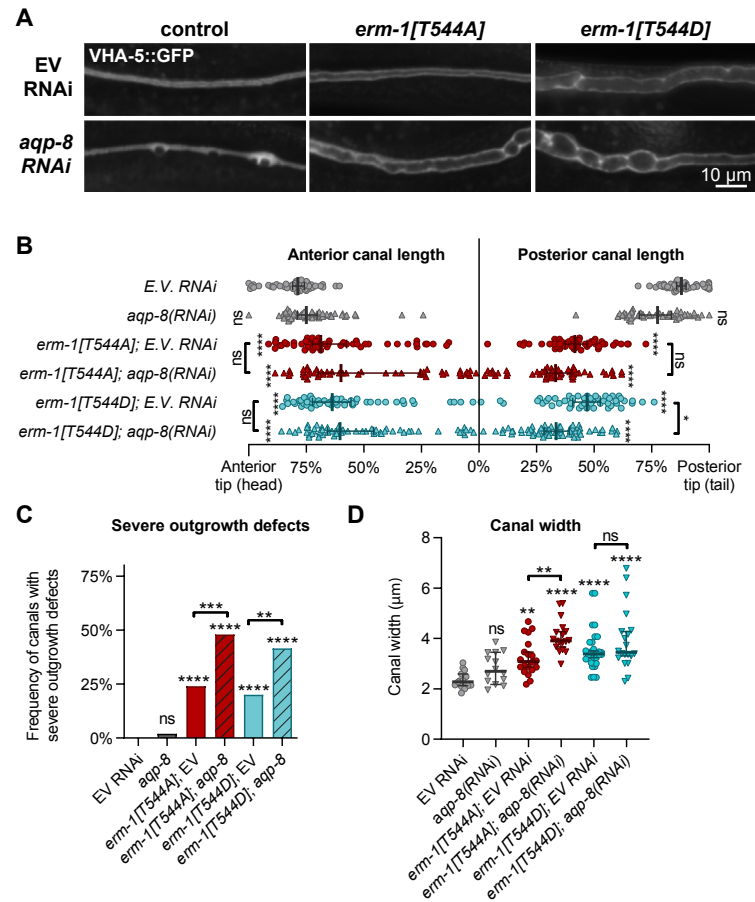 A
control
erm-1[T544A]
erm-1[T544D]
EV
RNAi
VHA-5::GFP
aqp-8
RNAi
10 µm
B
Anterior canal length
Posterior canal length
E.V. RNAi
aqp-8(RNAi)
ns
ns
erm-1[T544A]; E.V. RNAi
****
****
ns
ns
erm-1[T544A]; aqp-8(RNAi)
****
****
erm-1[T544D]; E.V. RNAi
****
****
ns
*
erm-1[T544D]; aqp-8(RNAi)
****
****
Anterior
tip (head)
75%
50%
25%
0%
25%
50%
75%
Posterior
tip (tail)
C
Severe outgrowth defects
Frequency of canals with
severe outgrowth defects
75%
50%
25%
0%
ns
****
***
****
****
**
****
EV RNAi
aqp-8
erm-1[T544A]; EV
erm-1[T544A]; aqp-8
erm-1[T544D]; EV
erm-1[T544D]; aqp-8
D
Canal width
Canal width (µm)
8
6
4
2
0
ns
**
**
****
****
ns
****
EV RNAi
aqp-8(RNAi)
erm-1[T544A]; EV RNAi
erm-1[T544A]; aqp-8(RNAi)
erm-1[T544D]; EV RNAi
erm-1[T544D]; aqp-8(RNAi)